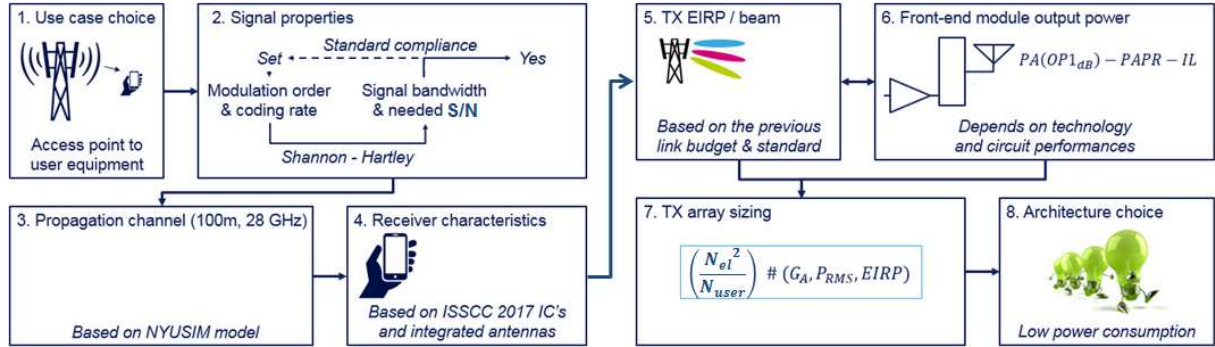 1. Use case choice
Access point to
user equipment
2. Signal properties
Standard compliance
Set
Yes
Modulation order
& coding rate
Signal bandwidth
& needed S/N
Shannon - Hartley
3. Propagation channel (100m, 28 GHz)
Based on NYUSIM model
4. Receiver characteristics
Based on ISSCC 2017 IC's
and integrated antennas
5. TX EIRP / beam
Based on the previous
link budget & standard
6. Front-end module output power
PA(OP1dB) − PAPR − IL
Depends on technology
and circuit performances
7. TX array sizing
(Nel²/Nuser) # (GA, PRMS, EIRP)
8. Architecture choice
Low power consumption